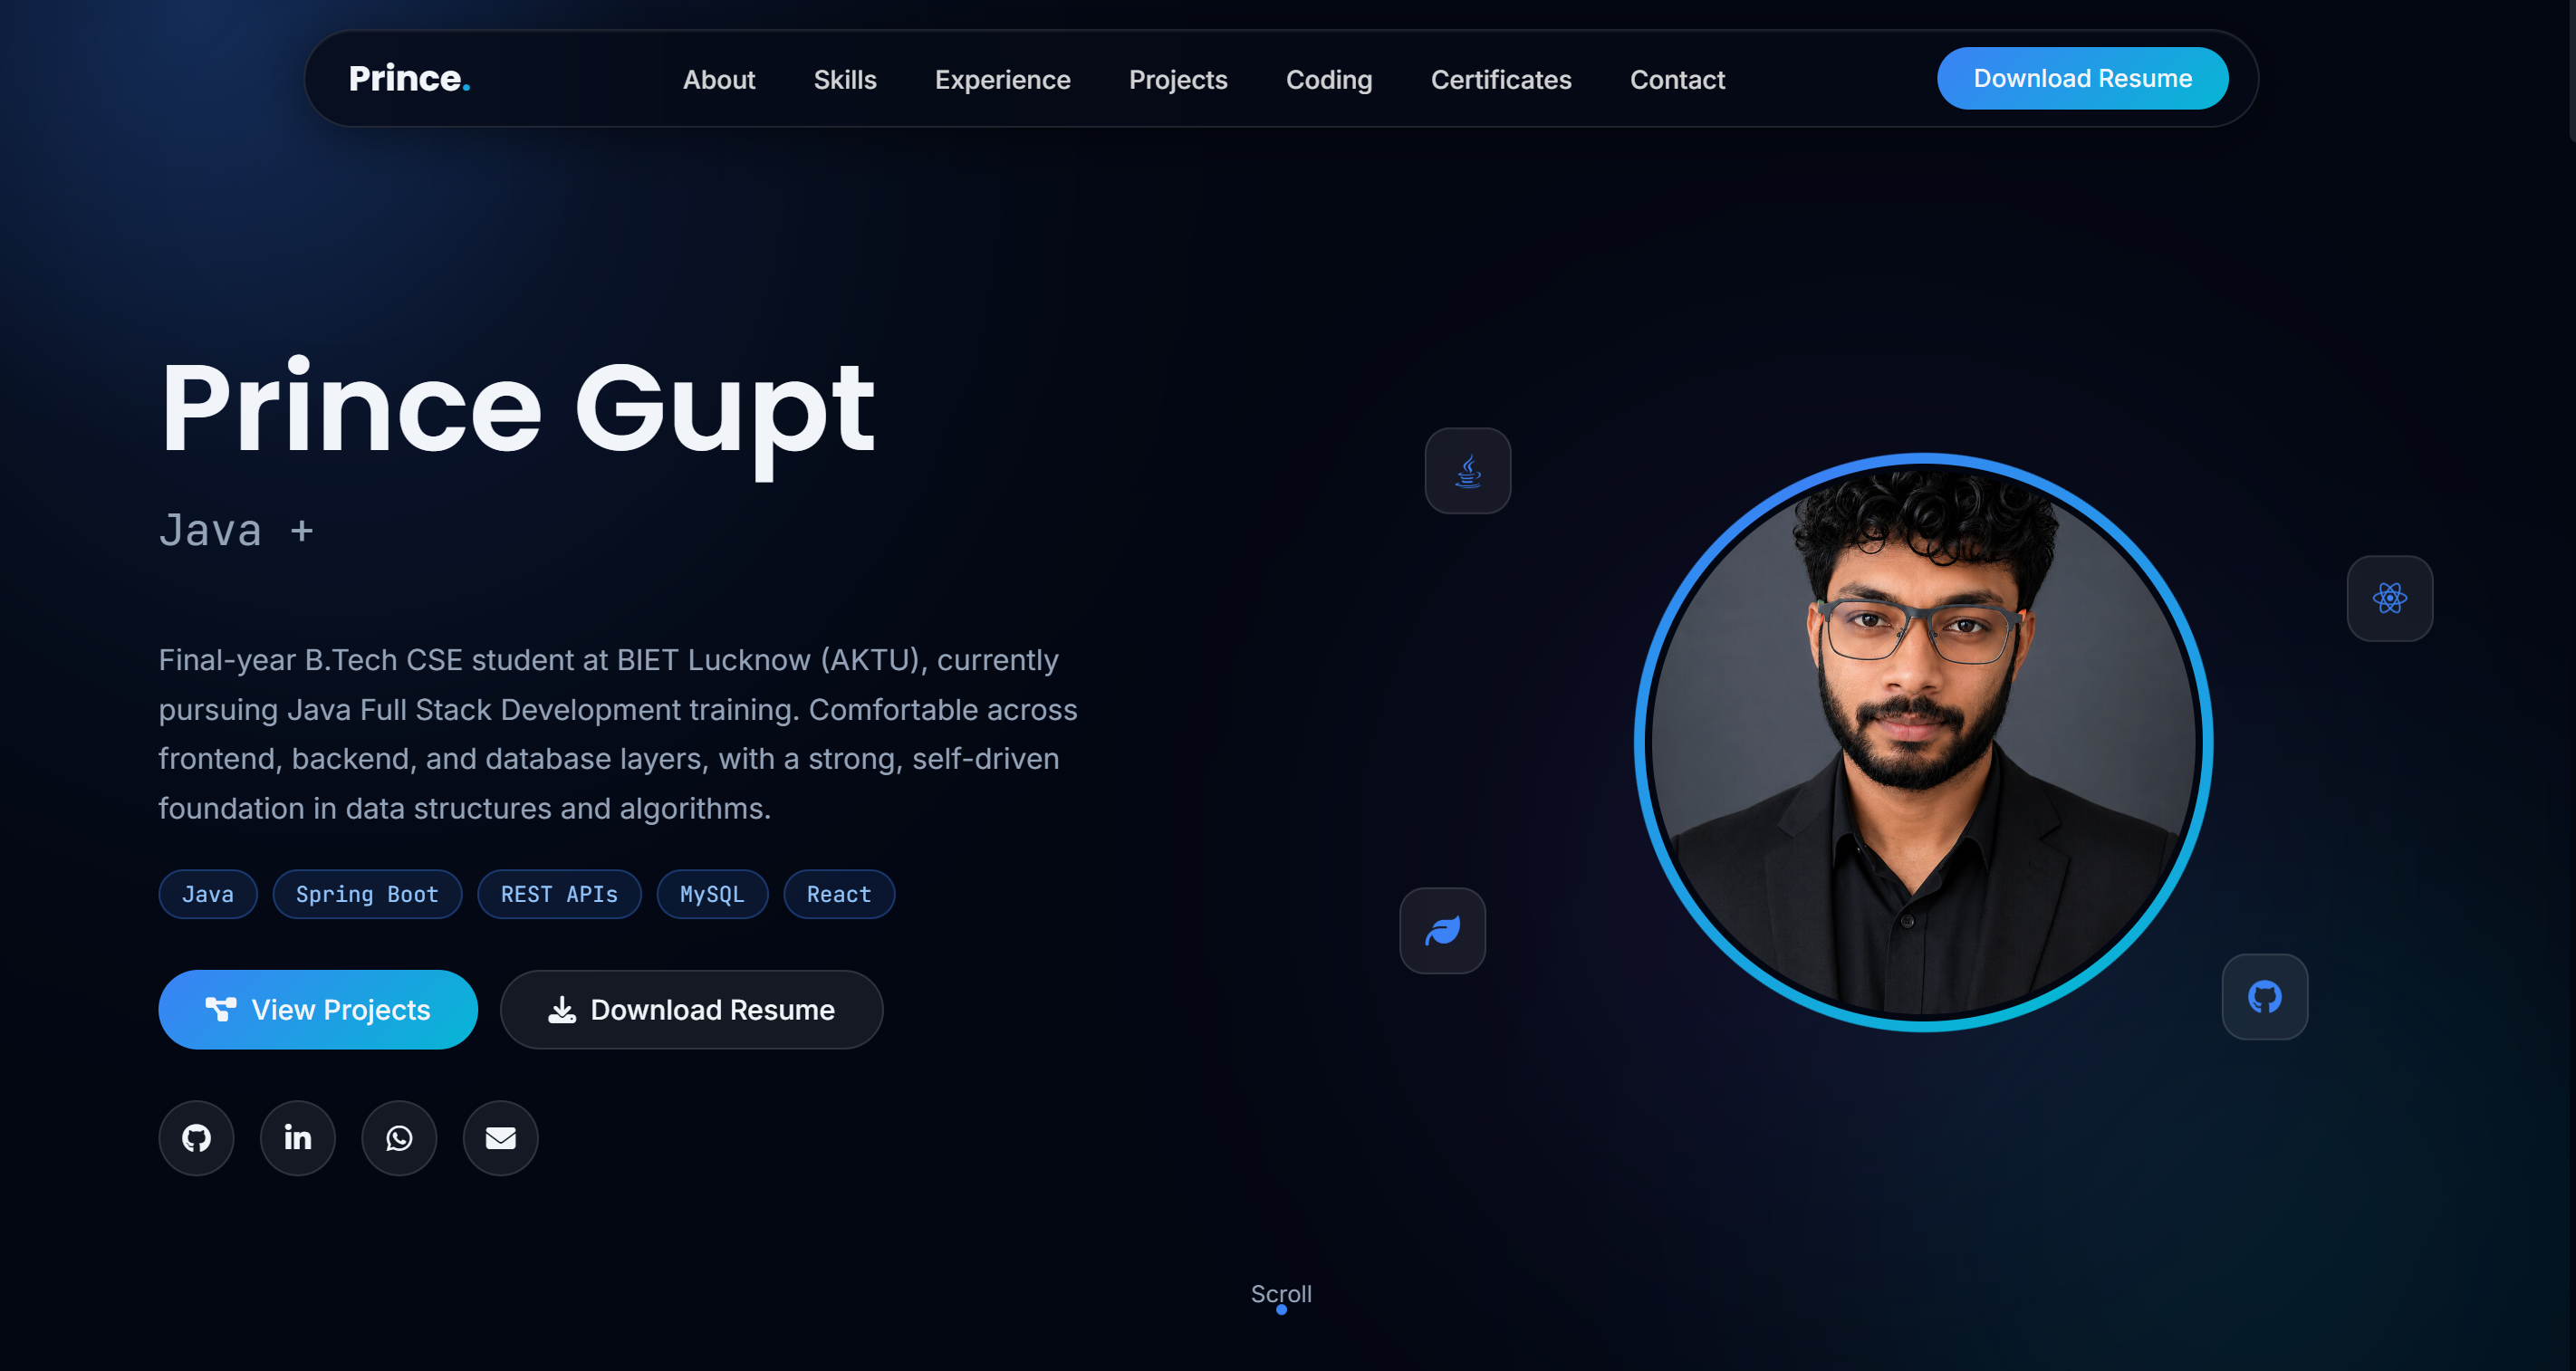 Prince.
About
Skills
Experience
Projects
Coding
Certificates
Contact
Download Resume
Prince Gupt
Java +
Final-year B.Tech CSE student at BIET Lucknow (AKTU), currently
pursuing Java Full Stack Development training. Comfortable across
frontend, backend, and database layers, with a strong, self-driven
foundation in data structures and algorithms.
Java
Spring Boot
REST APIs
MySQL
React
View Projects
Download Resume
in
Scroll